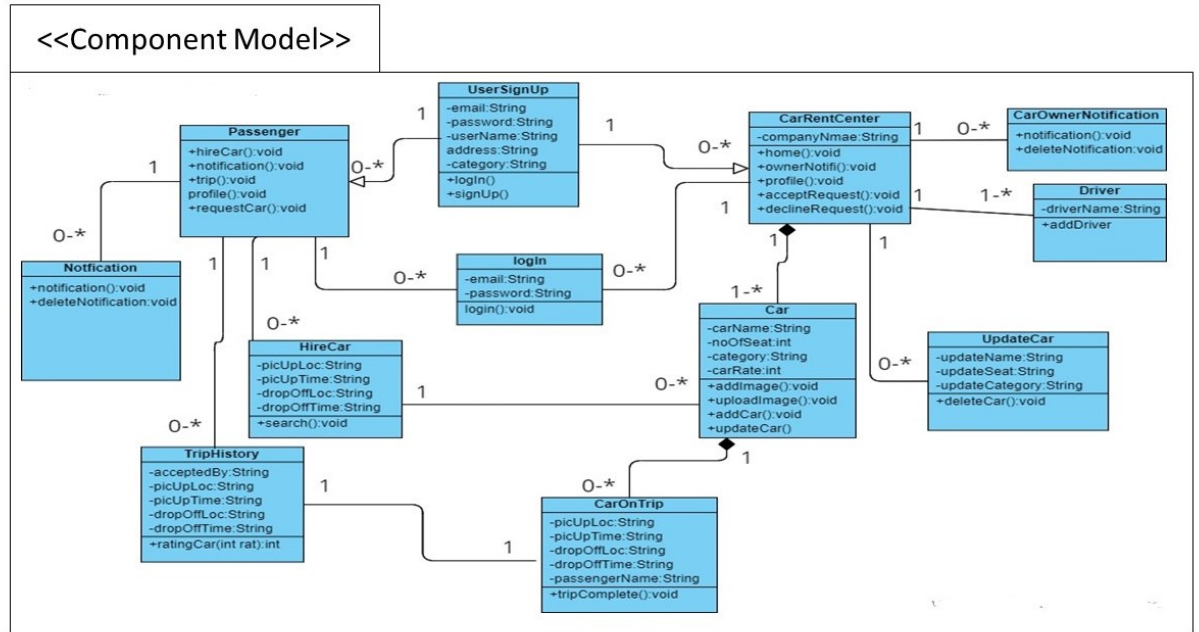 <<Component Model>>
UserSignUp
-email:String
-password:String
-userName:String
address:String
-category:String
+logIn()
+signUp()
Passenger
+hireCar():void
+notification():void
+trip():void
profile():void
+requestCar():void
CarRentCenter
-companyNmae:String
+home():void
+ownerNotifi():void
+profile():void
+acceptRequest():void
+declineRequest():void
CarOwnerNotification
+notification():void
+deleteNotification:void
Driver
-driverName:String
+addDriver
Notfication
+notification():void
+deleteNotification:void
logIn
-email:String
-password:String
login():void
Car
-carName:String
-noOfSeat:int
-category:String
-carRate:int
+addImage():void
+uploadImage():void
+addCar():void
+updateCar()
UpdateCar
-updateName:String
-updateSeat:String
-updateCategory:String
+deleteCar():void
HireCar
-picUpLoc:String
-picUpTime:String
-dropOffLoc:String
-dropOffTime:String
+search():void
TripHistory
-acceptedBy:String
-picUpLoc:String
-picUpTime:String
-dropOffLoc:String
-dropOffTime:String
+ratingCar(int rat):int
CarOnTrip
-picUpLoc:String
-picUpTime:String
-dropOffLoc:String
-dropOffTime:String
-passengerName:String
+tripComplete():void
1
0-*
1
0-*
1
0-*
1
0-*
1
1-*
1
0-*
1
0-*
1
0-*
1
0-*
1
0-*
1
1-*
1
0-*
1
0-*
1
0-*
1
1